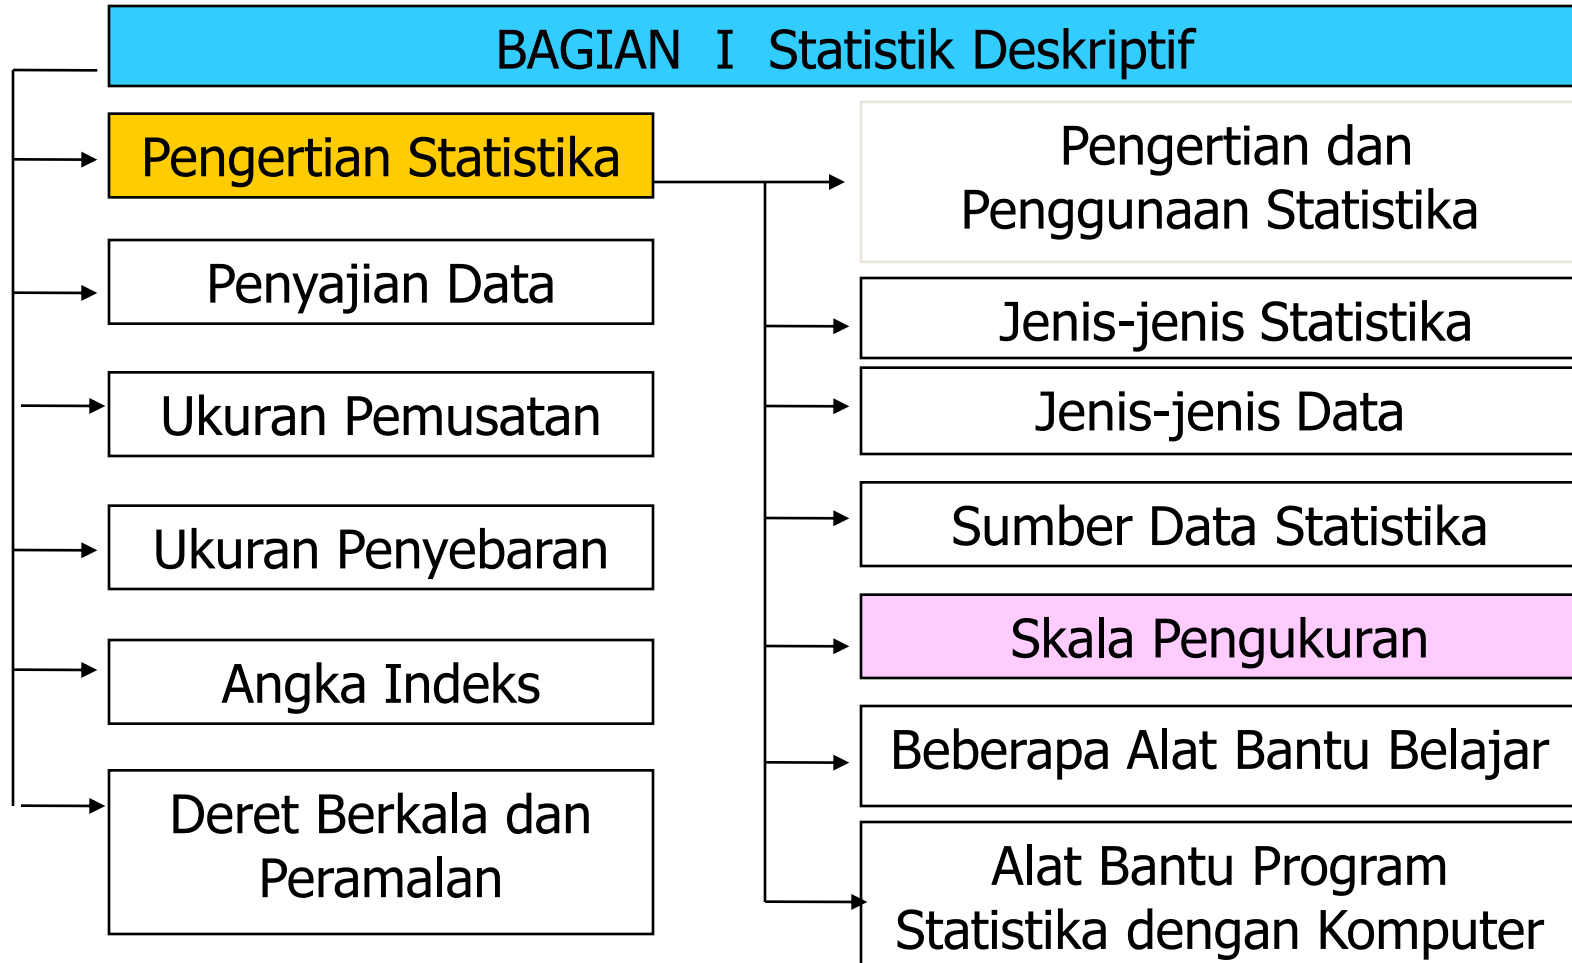 BAGIAN I Statistik Deskriptif
Pengertian Statistika
Penyajian Data
Ukuran Pemusatan
Ukuran Penyebaran
Angka Indeks
Deret Berkala dan
Peramalan
Pengertian dan
Penggunaan Statistika
Jenis-jenis Statistika
Jenis-jenis Data
Sumber Data Statistika
Skala Pengukuran
Beberapa Alat Bantu Belajar
Alat Bantu Program
Statistika dengan Komputer